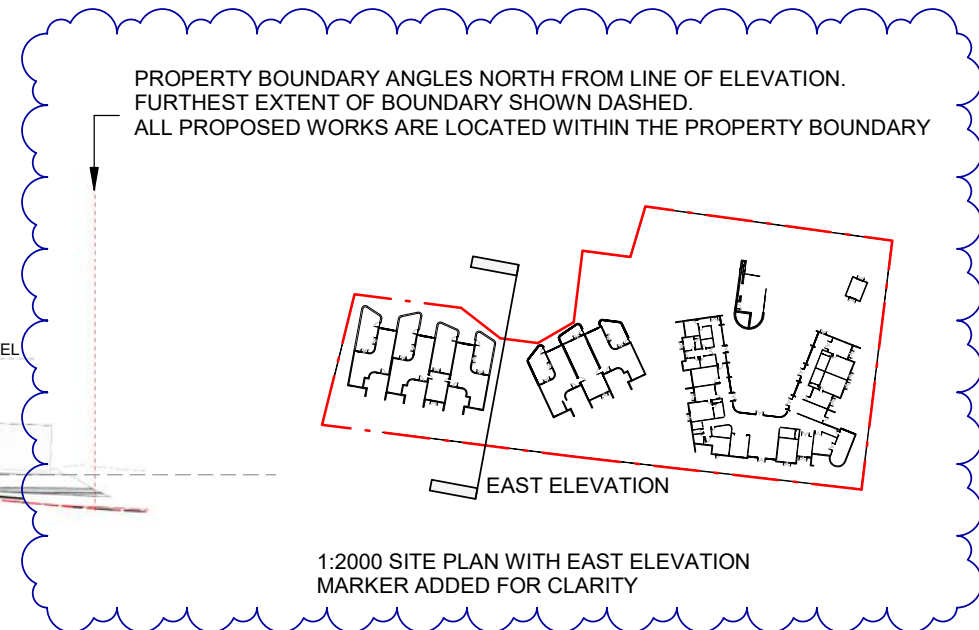 PROPERTY BOUNDARY ANGLES NORTH FROM LINE OF ELEVATION.
FURTHEST EXTENT OF BOUNDARY SHOWN DASHED.
ALL PROPOSED WORKS ARE LOCATED WITHIN THE PROPERTY BOUNDARY
EL
EAST ELEVATION
1:2000 SITE PLAN WITH EAST ELEVATION
MARKER ADDED FOR CLARITY